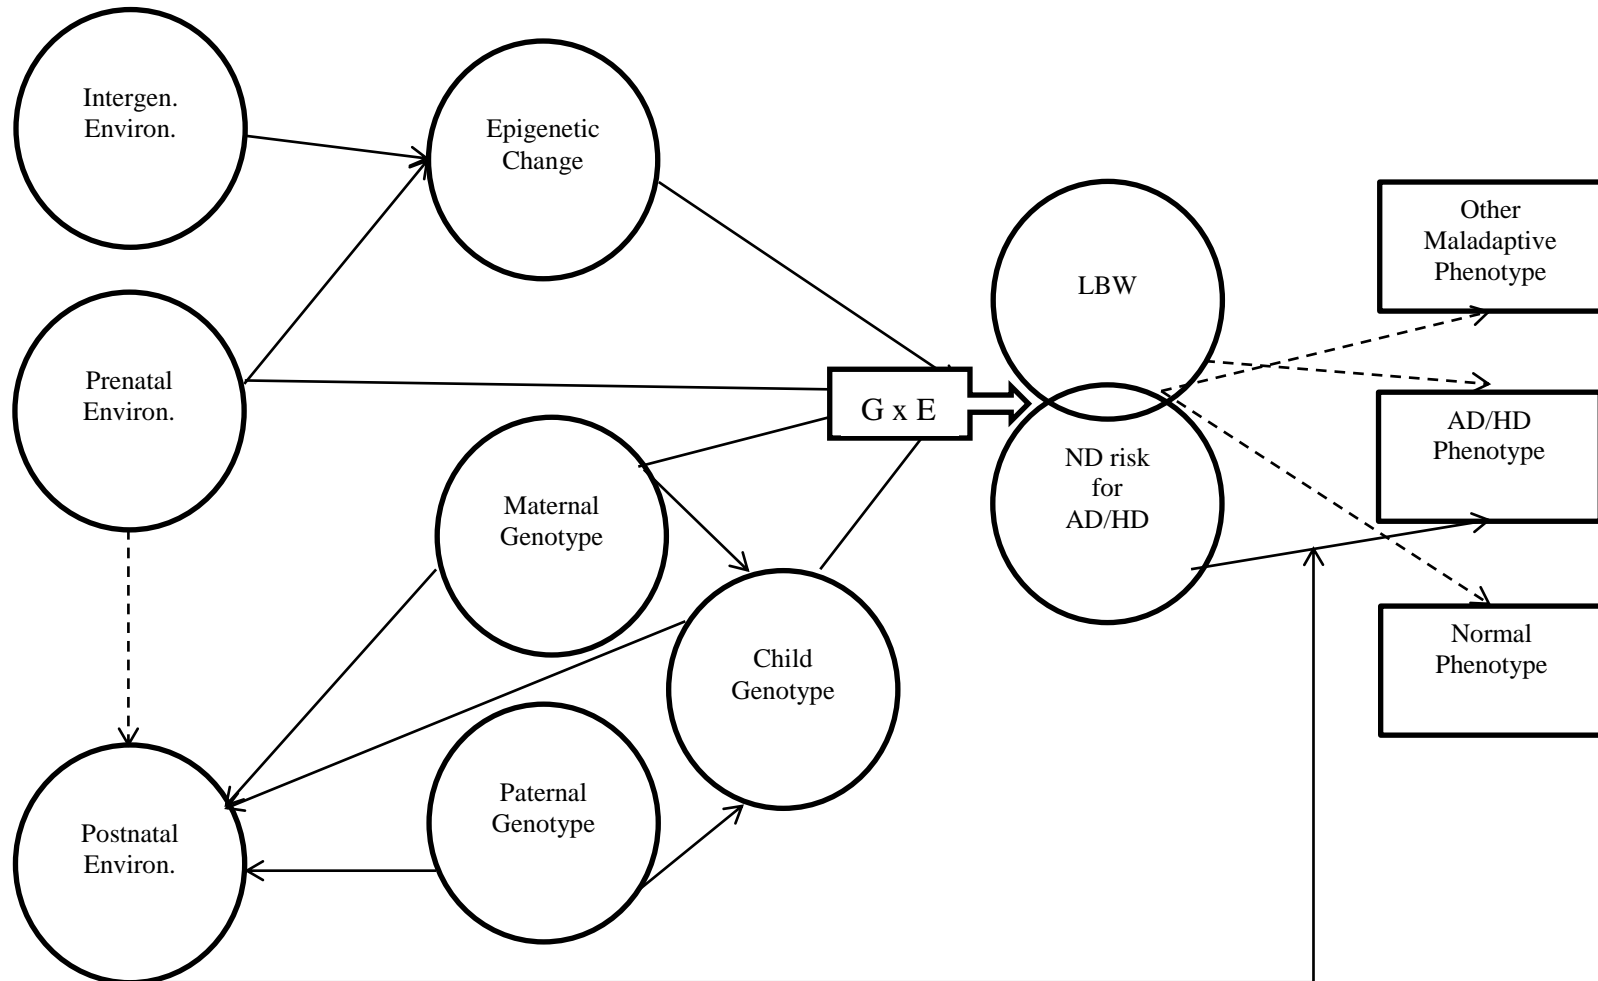 Intergen.
Environ.
Epigenetic
Change
Other
Maladaptive
Phenotype
LBW
Prenatal
Environ.
G x E
AD/HD
Phenotype
ND risk
for
AD/HD
Maternal
Genotype
Child
Genotype
Normal
Phenotype
Paternal
Genotype
Postnatal
Environ.